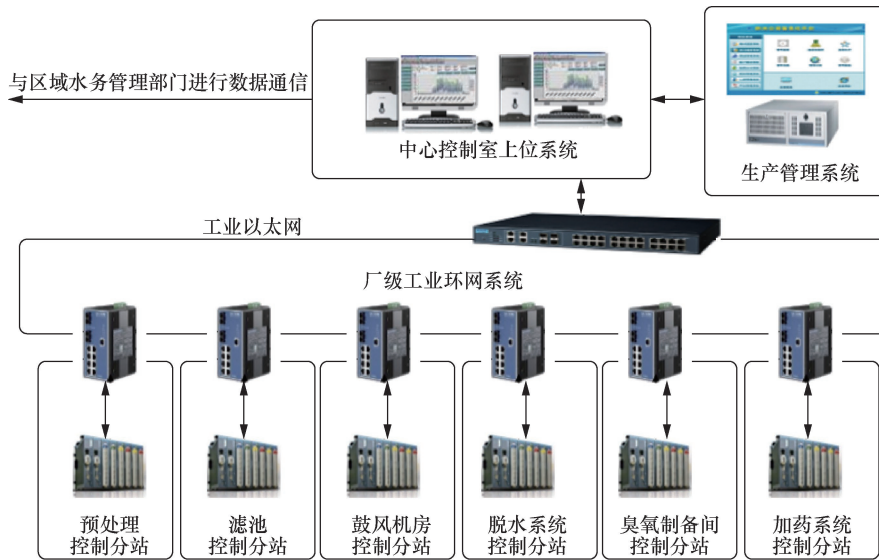 与区域水务管理部门进行数据通信
中心控制室上位系统
生产管理系统
工业以太网
厂级工业环网系统
预处理
控制分站
滤池
控制分站
鼓风机房
控制分站
脱水系统
控制分站
臭氧制备间
控制分站
加药系统
控制分站